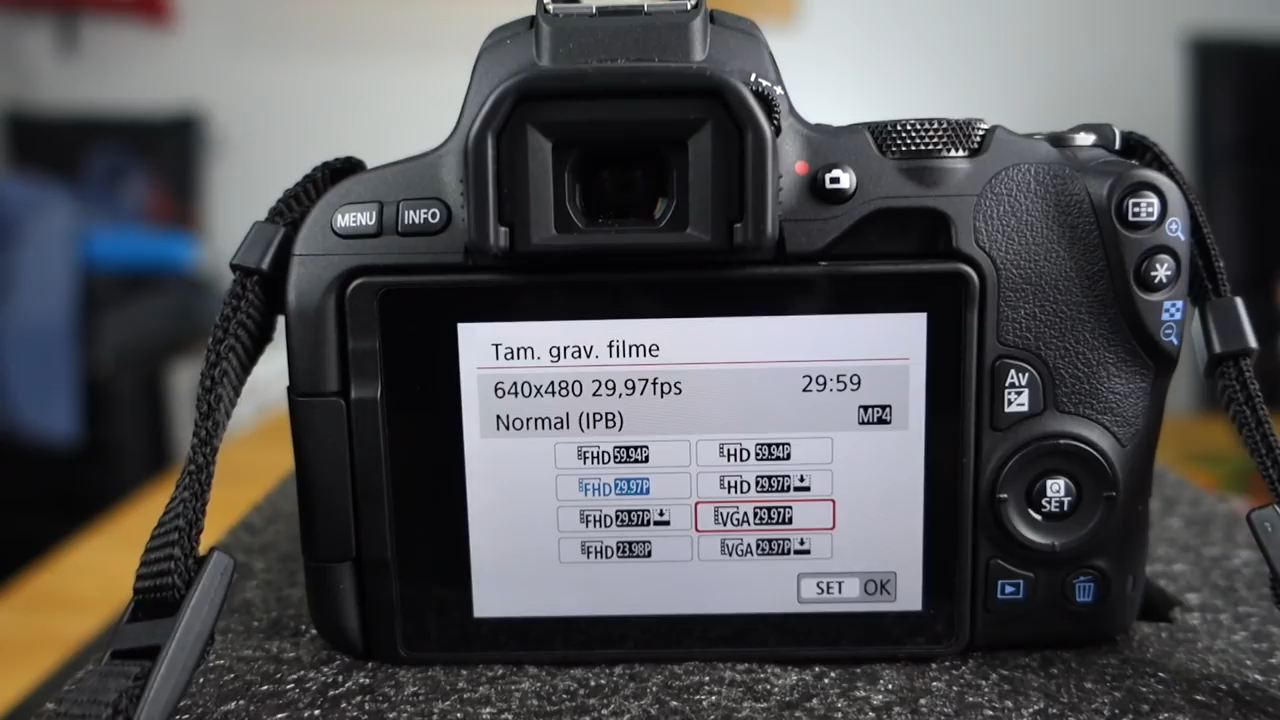 MENU INFO
Tam. grav. filme
640x480 29,97fps 29:59
Normal (IPB) MP4
FHD 59.94P HD 59.94P
FHD 29.97P HD 29.97P
FHD 29.97P VGA 29.97P
FHD 23.98P VGA 29.97P
SET OK
Av
Q
SET